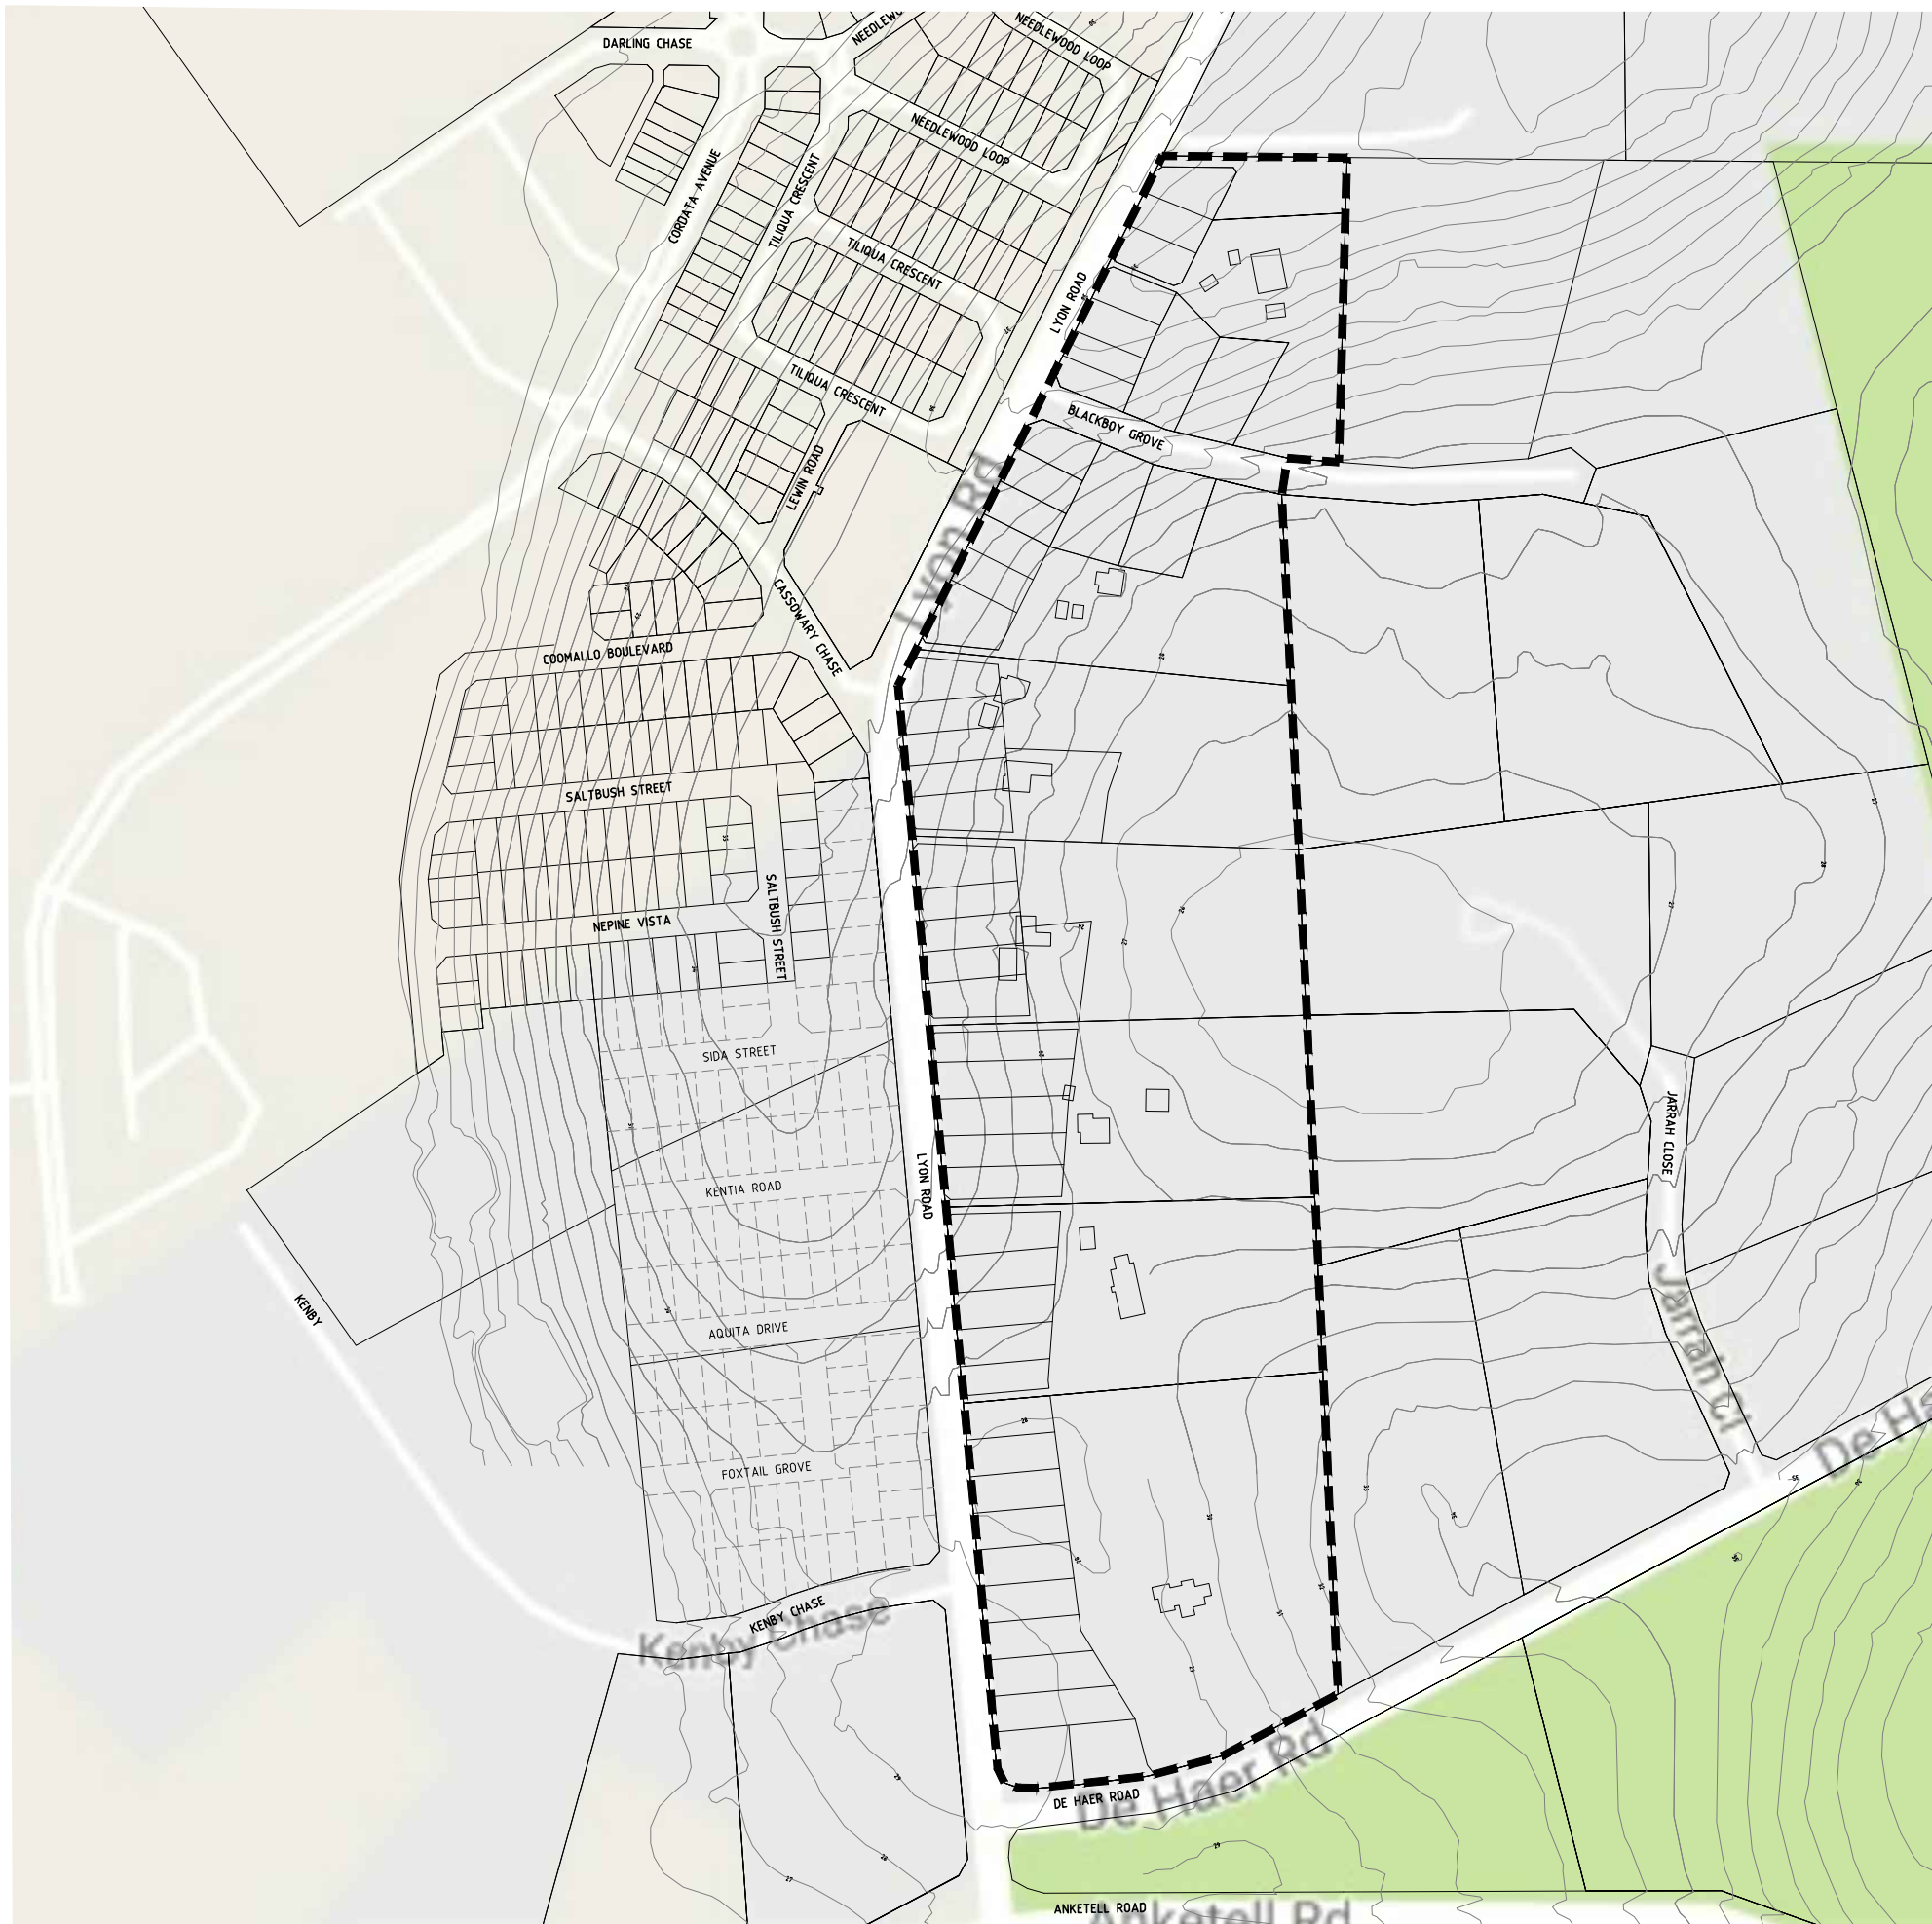 NEEDLEWOOD LOOP
DARLING CHASE
NEEDLEWOOD LOOP
CORDATA AVENUE
TILIQUA CRESCENT
TILIQUA CRESCENT
LYON ROAD
TILIQUA CRESCENT
BLACKBOY GROVE
LEWIN ROAD
Lyon Rd
CASSOWARY CHASE
COOMALLO BOULEVARD
SALTBUSH STREET
SALTBUSH STREET
NEPINE VISTA
SIDA STREET
JARRAH CLOSE
KENTIA ROAD
LYON ROAD
KENBY
AQUITA DRIVE
Jarrah Cl
De Ha
FOXTAIL GROVE
KENBY CHASE
Kenby Chase
De Haer Rd
DE HAER ROAD
ANKETELL ROAD
Anketell Rd